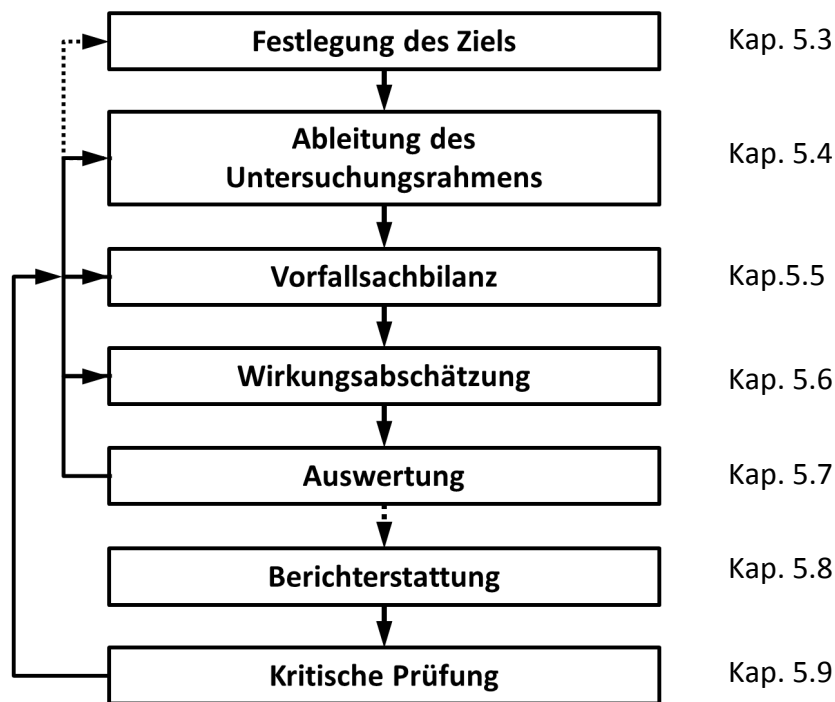 Festlegung des Ziels Kap. 5.3
Ableitung des
Untersuchungsrahmens Kap. 5.4
Vorfallsachbilanz Kap.5.5
Wirkungsabschätzung Kap. 5.6
Auswertung Kap. 5.7
Berichterstattung Kap. 5.8
Kritische Prüfung Kap. 5.9